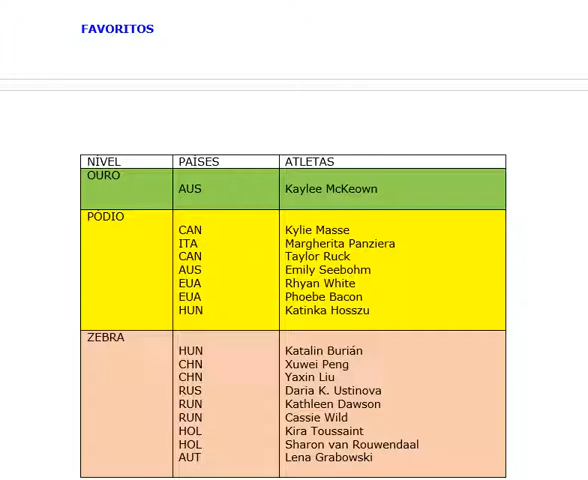 FAVORITOS
NÍVEL PAÍSES ATLETAS
OURO
AUS Kaylee McKeown
PÓDIO
CAN Kylie Masse
ITA Margherita Panziera
CAN Taylor Ruck
AUS Emily Seebohm
EUA Rhyan White
EUA Phoebe Bacon
HUN Katinka Hosszu
ZEBRA
HUN Katalin Burián
CHN Xuwei Peng
CHN Yaxin Liu
RUS Daria K. Ustinova
RUN Kathleen Dawson
RUN Cassie Wild
HOL Kira Toussaint
HOL Sharon van Rouwendaal
AUT Lena Grabowski